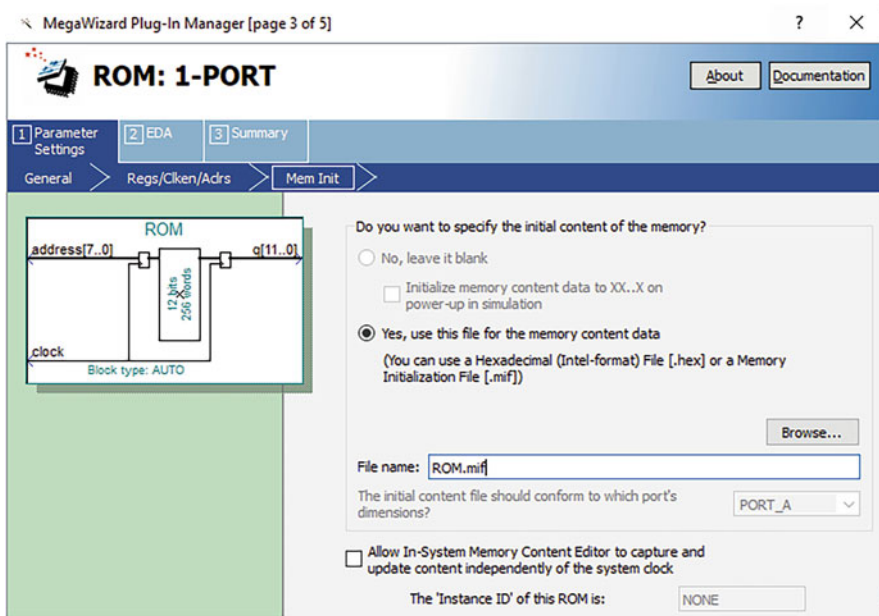 MegaWizard Plug-In Manager [page 3 of 5]
?
ROM: 1-PORT
About
Documentation
1 Parameter Settings
2 EDA
3 Summary
General
Regs/Clken/Adrs
Mem Init
ROM
address[7..0]
q[11..0]
12 bits
256 words
clock
Block type: AUTO
Do you want to specify the initial content of the memory?
No, leave it blank
Initialize memory content data to XX..X on
power-up in simulation
Yes, use this file for the memory content data
(You can use a Hexadecimal (Intel-format) File [.hex] or a Memory
Initialization File [.mif])
Browse...
File name: ROM.mif
The initial content file should conform to which port's
dimensions?
PORT_A
Allow In-System Memory Content Editor to capture and
update content independently of the system clock
The 'Instance ID' of this ROM is: NONE